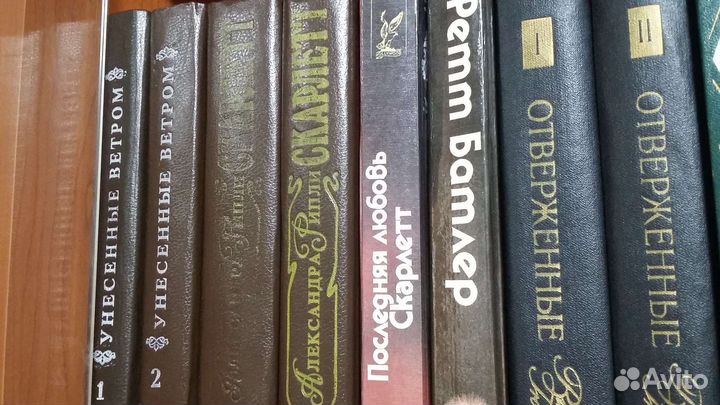 УНЕСЕННЫЕ ВЕТРОМ
1
УНЕСЕННЫЕ ВЕТРОМ
2
РИПЛИ
СКАРЛЕТТ
АЛЕКСАНДРА РИПЛИ
СКАРЛЕТТ
Последняя любовь
Скарлетт
Ретт Батлер
I
ОТВЕРЖЕННЫЕ
II
ОТВЕРЖЕННЫЕ
Avito